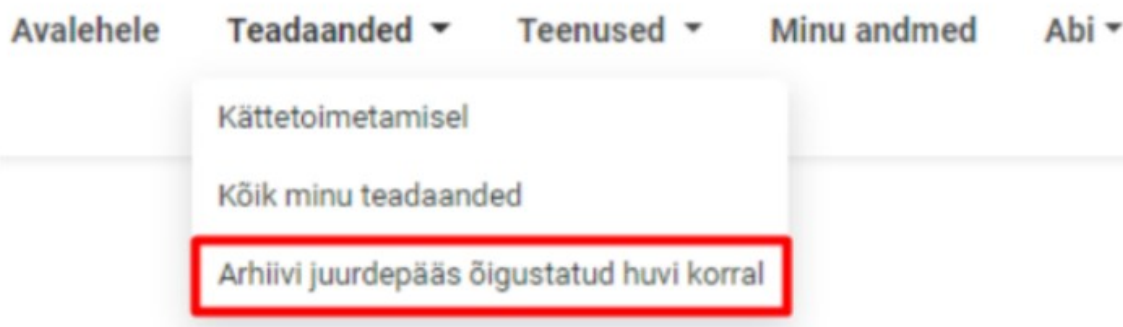 Avalehele Teadaanded Teenused Minu andmed Abi
Kättetoimetamisel
Kõik minu teadaanded
Arhiivi juurdepääs õigustatud huvi korral